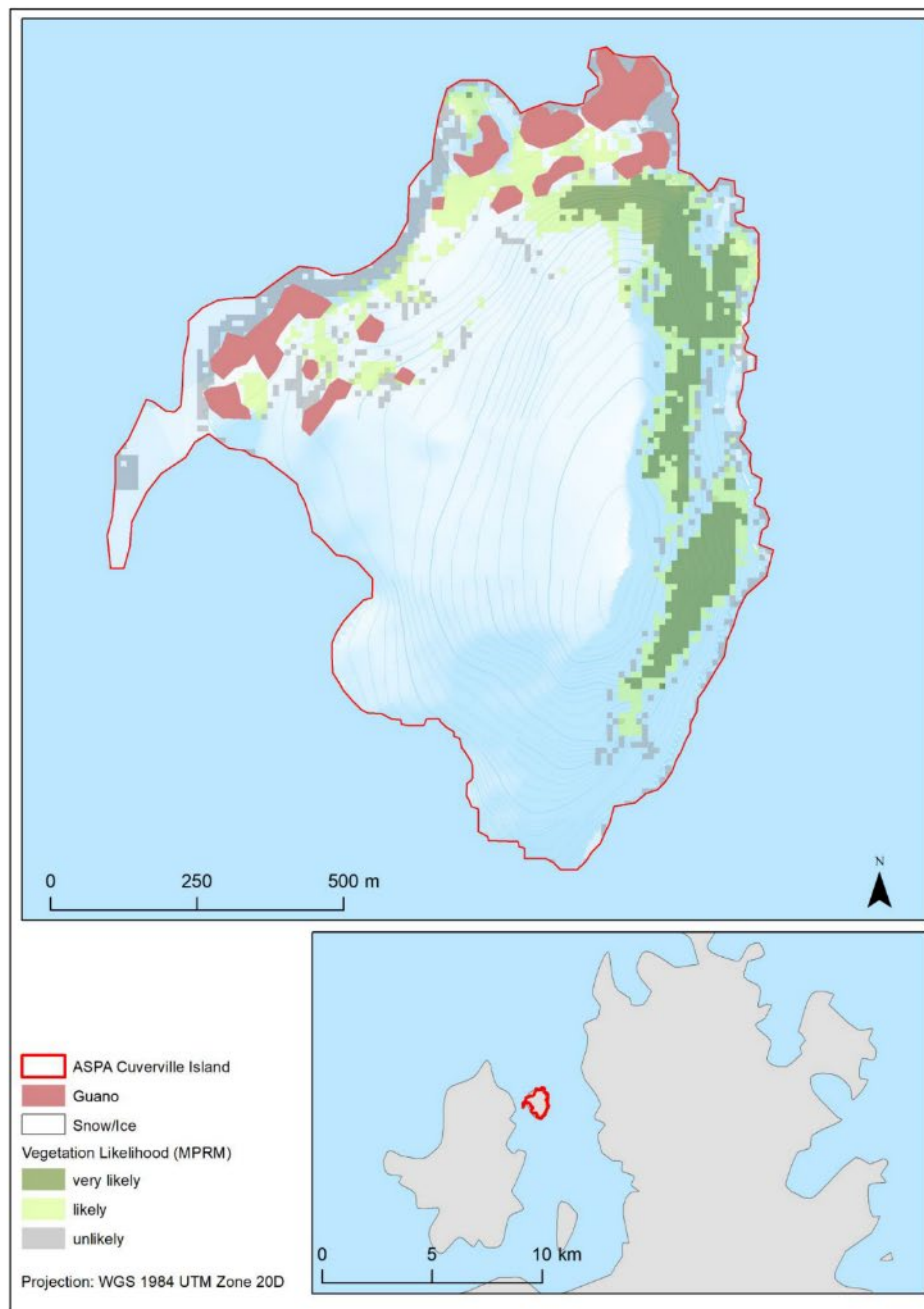 N
0 250 500 m
ASPA Cuverville Island
Guano
Snow/Ice
Vegetation Likelihood (MPRM)
very likely
likely
unlikely
Projection: WGS 1984 UTM Zone 20D
0 5 10 km